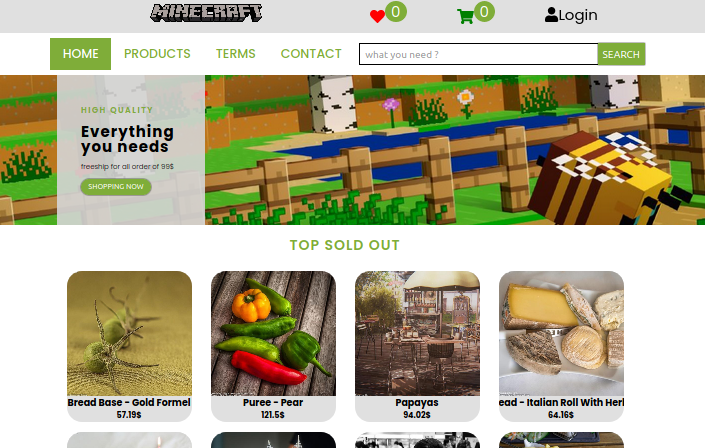 MINECRAFT
0
0
Login
HOME
PRODUCTS
TERMS
CONTACT
what you need ?
SEARCH
HIGH QUALITY
Everything
you needs
freeship for all order of 99$
SHOPPING NOW
TOP SOLD OUT
Bread Base - Gold Formel
Puree - Pear
Papayas
ead - Italian Roll With Her
57.19$
121.5$
94.02$
64.16$